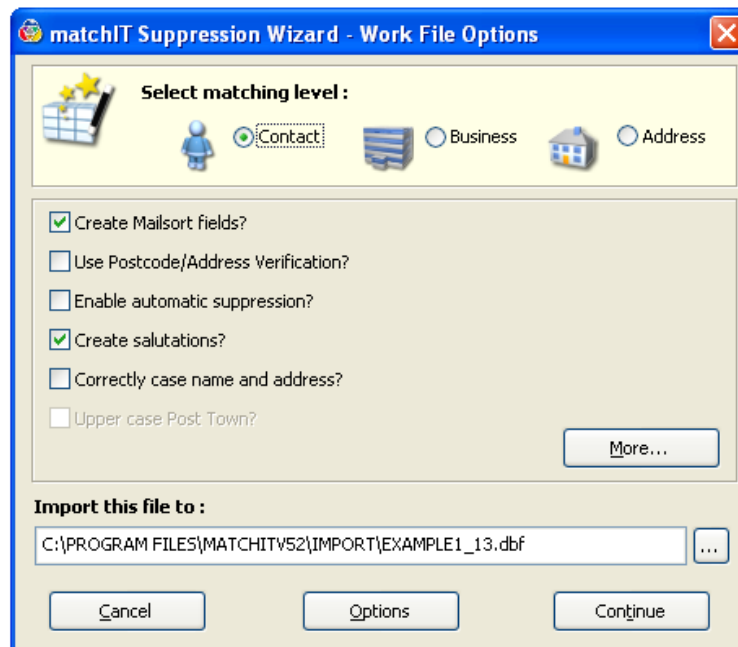 matchIT Suppression Wizard - Work File Options
Select matching level :
Contact Business Address
Create Mailsort fields?
Use Postcode/Address Verification?
Enable automatic suppression?
Create salutations?
Correctly case name and address?
Upper case Post Town?
More...
Import this file to :
C:\PROGRAM FILES\MATCHITV52\IMPORT\EXAMPLE1_13.dbf
...
Cancel Options Continue